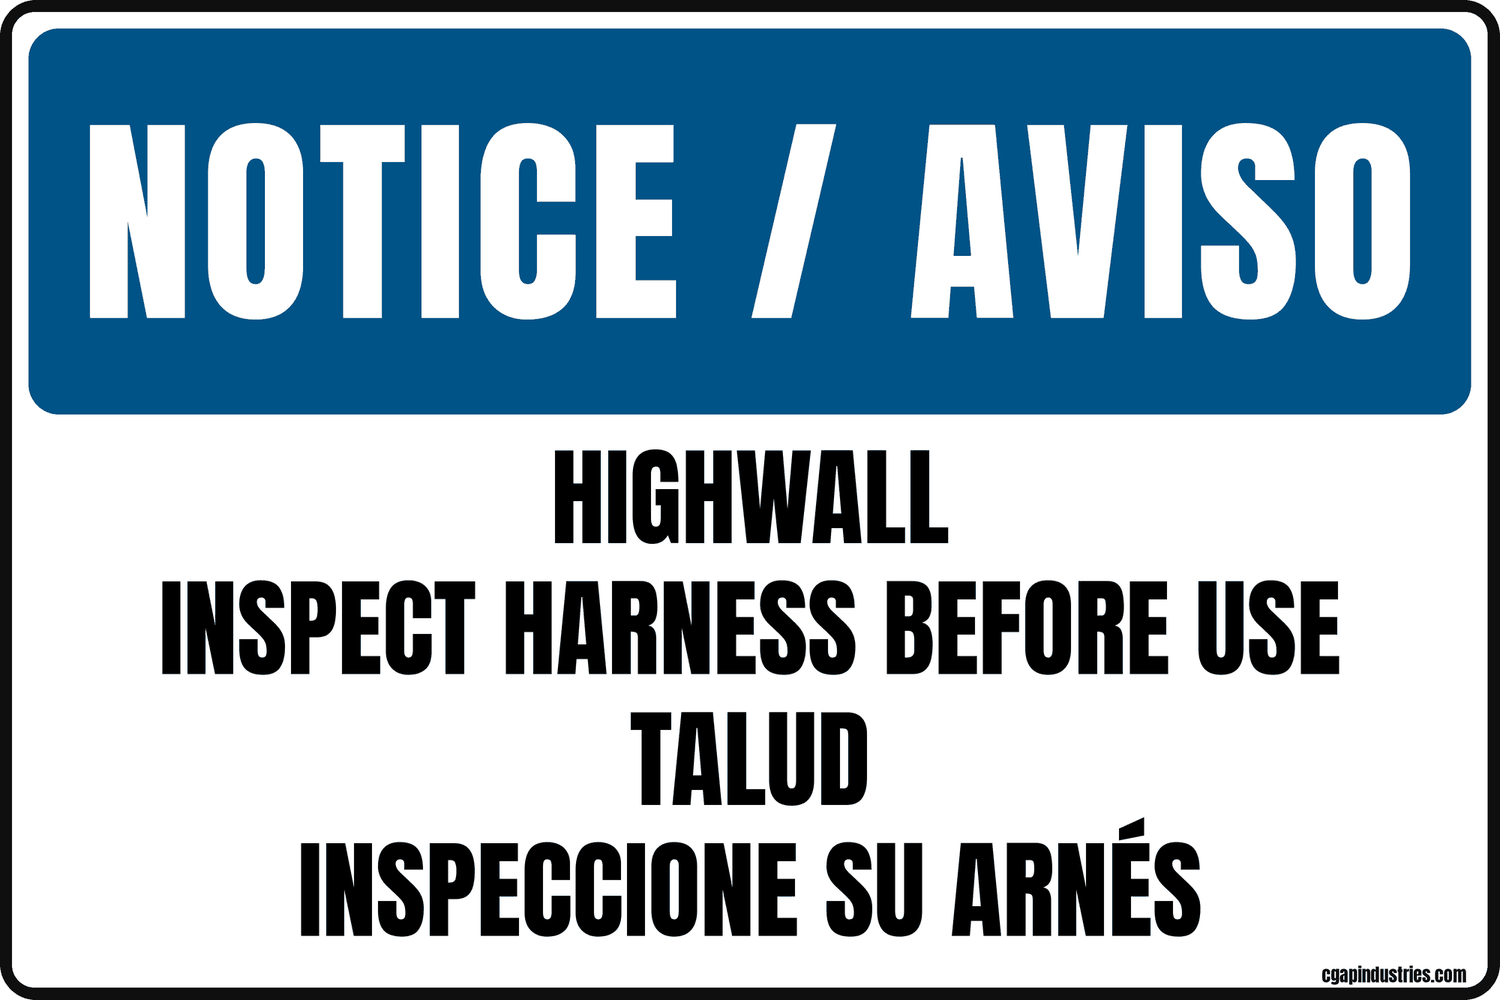 NOTICE / AVISO
HIGHWALL
INSPECT HARNESS BEFORE USE
TALUD
INSPECCIONE SU ARNÉS
cgapindustries.com